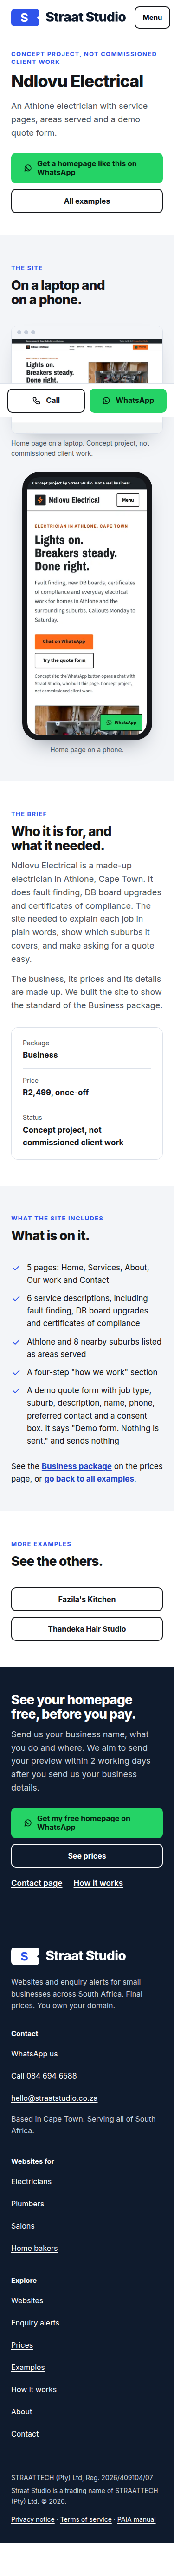 S Straat Studio Menu
CONCEPT PROJECT, NOT COMMISSIONED
CLIENT WORK
Ndlovu Electrical
An Athlone electrician with service
pages, areas served and a demo
quote form.
Get a homepage like this on
WhatsApp
All examples
THE SITE
On a laptop and
on a phone.
Ndlovu Electrical
Lights on.
Breakers steady.
Done right.
Call
WhatsApp
Home page on a laptop. Concept project, not
commissioned client work.
Concept project by Straat Studio. Not a real business.
Ndlovu Electrical Menu
ELECTRICIAN IN ATHLONE, CAPE TOWN
Lights on.
Breakers steady.
Done right.
Fault finding, new DB boards, certificates
of compliance and everyday electrical
work for homes in Athlone and the
surrounding suburbs. Callouts Monday to
Saturday.
Chat on WhatsApp
Try the quote form
Concept site: the WhatsApp button opens a chat with
Straat Studio, and this is a demo page. Concept project,
not commissioned client work.
WhatsApp
Home page on a phone.
THE BRIEF
Who it is for, and
what it needed.
Ndlovu Electrical is a made-up
electrician in Athlone, Cape Town. It
does fault finding, DB board upgrades
and certificates of compliance. The
site needed to explain each job in
plain words, show which suburbs it
covers, and make asking for a quote
easy.
The business, its prices and its details
are made up. We built the site to show
the standard of the Business package.
Package
Business
Price
R2,499, once-off
Status
Concept project, not
commissioned client work
WHAT THE SITE INCLUDES
What is on it.
5 pages: Home, Services, About,
Our work and Contact
6 service descriptions, including
fault finding, DB board upgrades
and certificates of compliance
Athlone and 8 nearby suburbs listed
as areas served
A four-step "how we work" section
A demo quote form with job type,
suburb, description, name, phone,
preferred contact and a consent
box. It says "Demo form. Nothing is
sent." and sends nothing
See the Business package on the prices
page, or go back to all examples.
MORE EXAMPLES
See the others.
Fazila's Kitchen
Thandeka Hair Studio
See your homepage
free, before you pay.
Send us your business name, what
you do and where. We aim to send
your preview within 2 working days
after you send us your business
details.
Get my free homepage on
WhatsApp
See prices
Contact page How it works
S Straat Studio
Websites and enquiry alerts for small
businesses across South Africa. Final
prices. You own your domain.
Contact
WhatsApp us
Call 084 694 6588
hello@straatstudio.co.za
Based in Cape Town. Serving all of South
Africa.
Websites for
Electricians
Plumbers
Salons
Home bakers
Explore
Websites
Enquiry alerts
Prices
Examples
How it works
About
Contact
STRAATTECH (Pty) Ltd, Reg. 2026/409104/07
Straat Studio is a trading name of STRAATTECH
(Pty) Ltd. © 2026.
Privacy notice · Terms of service · PAIA manual